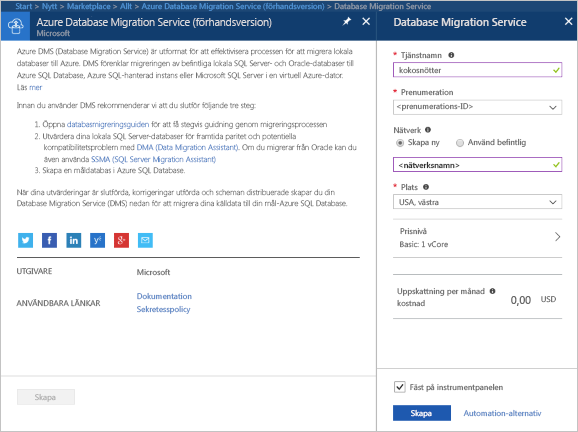 Start > Nytt > Marketplace > Allt > Azure Database Migration Service (förhandsversion) > Database Migration Service
Azure Database Migration Service (förhandsversion)
Microsoft
Azure DMS (Database Migration Service) är utformat för att effektivisera processen för att migrera lokala
databaser till Azure. DMS förenklar migreringen av befintliga lokala SQL Server- och Oracle-databaser till
Azure SQL Database, Azure SQL-hanterad instans eller Microsoft SQL Server i en virtuell Azure-dator.
Läs mer
Innan du använder DMS rekommenderar vi att du slutför följande tre steg:
1. Öppna databasmigreringsguiden för att få stegvis guidning genom migreringsprocessen
2. Utvärdera dina lokala SQL Server-databaser för framtida paritet och potentiella
kompatibilitetsproblem med DMA (Data Migration Assistant). Om du migrerar från Oracle kan du
även använda SSMA (SQL Server Migration Assistant)
3. Skapa en måldatabas i Azure SQL Database.
När dina utvärderingar är slutförda, korrigeringar utförda och scheman distribuerade skapar du din
Database Migration Service (DMS) nedan för att migrera dina källdata till din mål-Azure SQL Database.
UTGIVARE
Microsoft
ANVÄNDBARA LÄNKAR
Dokumentation
Sekretesspolicy
Skapa
Database Migration Service
* Tjänstnamn
kokosnötter
* Prenumeration
<prenumerations-ID>
Nätverk
Skapa ny
Använd befintlig
<nätverksnamn>
* Plats
USA, västra
Prisnivå
Basic: 1 vCore
Uppskattning per månad
kostnad
0,00 USD
Fäst på instrumentpanelen
Skapa
Automation-alternativ